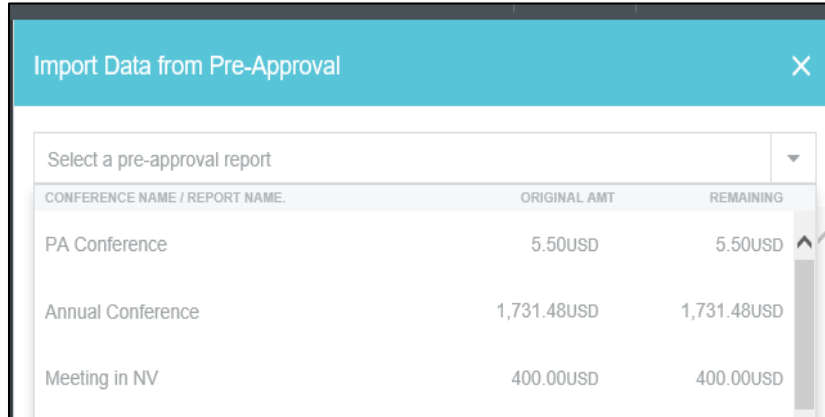 Import Data from Pre-Approval
Select a pre-approval report
CONFERENCE NAME / REPORT NAME. ORIGINAL AMT REMAINING
PA Conference 5.50USD 5.50USD
Annual Conference 1,731.48USD 1,731.48USD
Meeting in NV 400.00USD 400.00USD